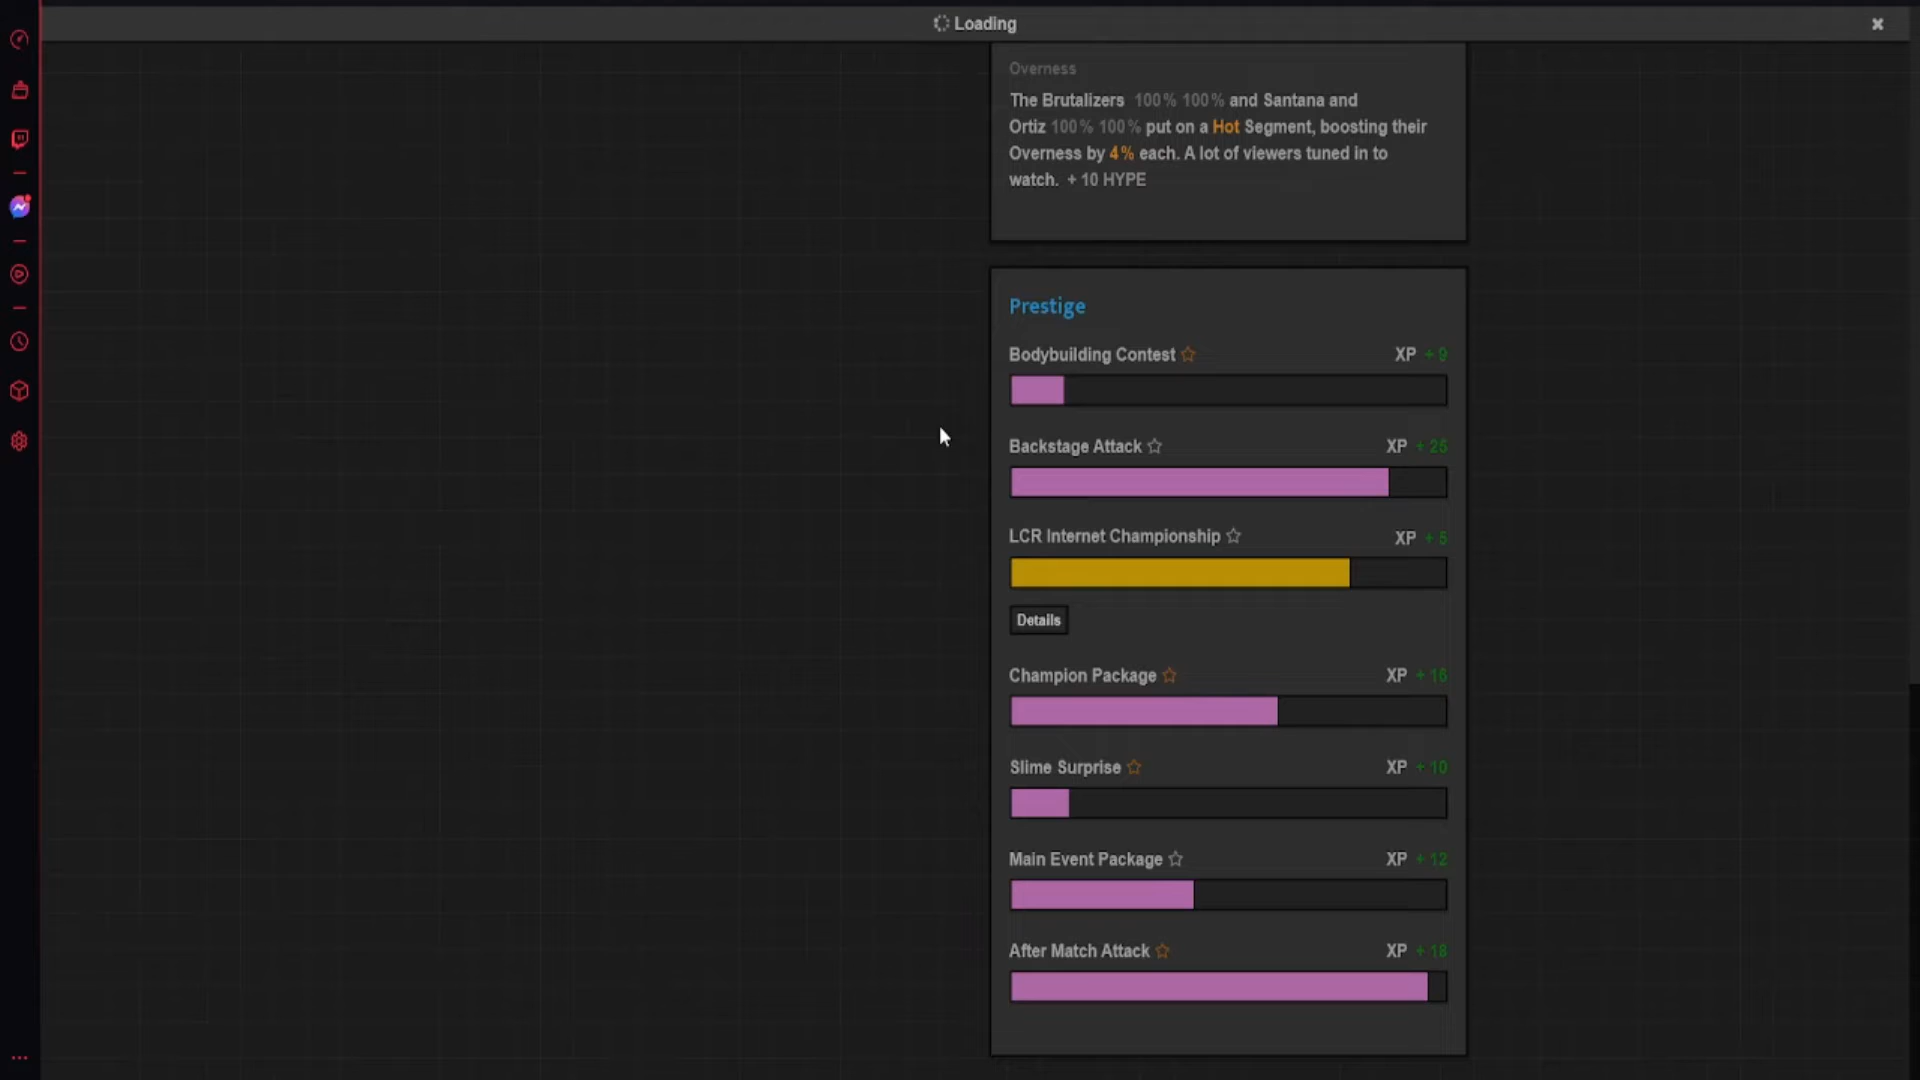 Loading
Overness
The Brutalizers 100% 100% and Santana and
Ortiz 100% 100% put on a Hot Segment, boosting their
Overness by 4% each. A lot of viewers tuned in to
watch. + 10 HYPE
Prestige
Bodybuilding Contest XP + 9
Backstage Attack XP + 25
LCR Internet Championship XP + 5
Details
Champion Package XP + 16
Slime Surprise XP + 10
Main Event Package XP + 12
After Match Attack XP + 18